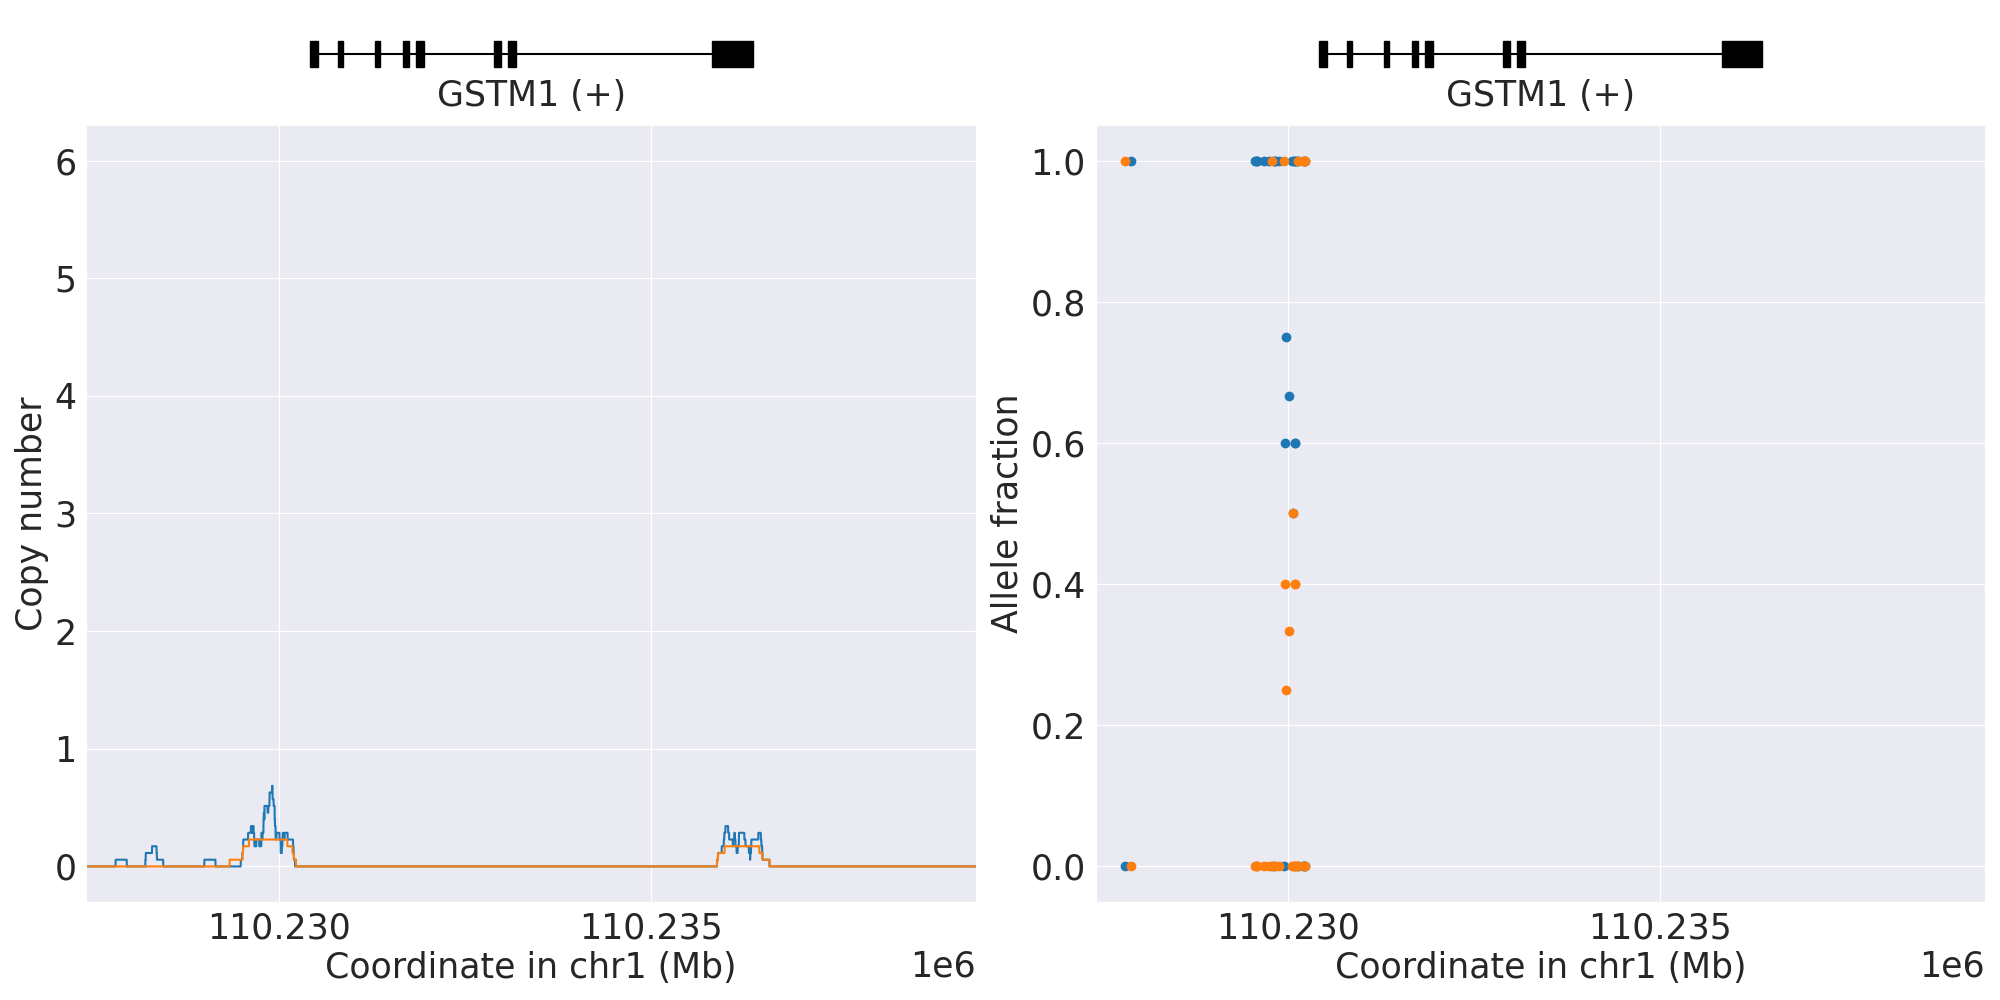 GSTM1 (+)
6
5
4
3
2
1
0
Copy number
110.230
110.235
Coordinate in chr1 (Mb)
1e6
GSTM1 (+)
1.0
0.8
0.6
0.4
0.2
0.0
Allele fraction
110.230
110.235
Coordinate in chr1 (Mb)
1e6